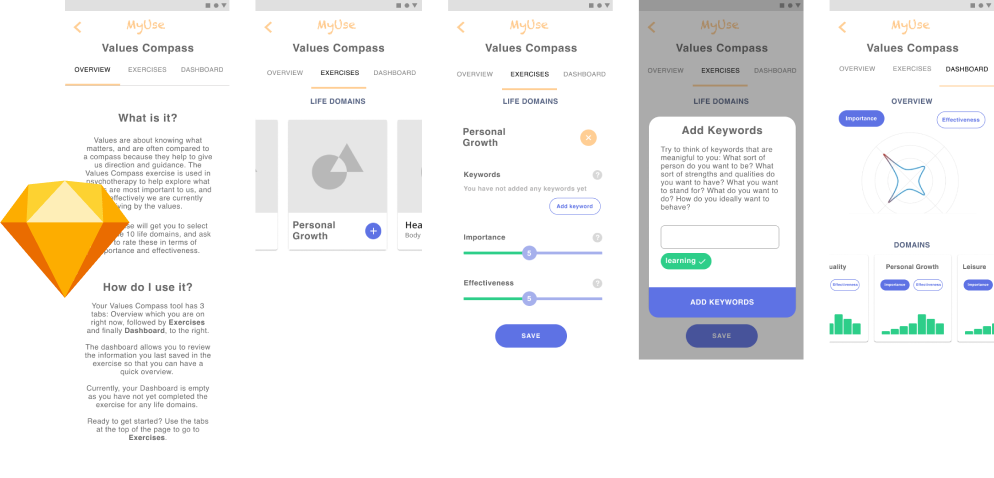 MyUse
Values Compass
OVERVIEW EXERCISES DASHBOARD
What is it?
Values are about knowing what
matters, and are often compared to
a compass because they help to give
us direction and guidance. The
Values Compass exercise is used in
psychotherapy to help explore what
are most important to us, and
effectively we are currently
by the values.
will get you to select
10 life domains, and ask
to rate these in terms of
and effectiveness.
How do I use it?
Your Values Compass tool has 3
tabs: Overview which you are on
right now, followed by Exercises
and finally Dashboard, to the right.
The dashboard allows you to review
the information you last saved in the
exercise so that you can have a
quick overview.
Currently, your Dashboard is empty
as you have not yet completed the
exercise for any life domains.
Ready to get started? Use the tabs
at the top of the page to go to
Exercises.
MyUse
Values Compass
OVERVIEW EXERCISES DASHBOARD
LIFE DOMAINS
Personal
Growth
Hea
Body
MyUse
Values Compass
OVERVIEW EXERCISES DASHBOARD
LIFE DOMAINS
Personal
Growth
Keywords ?
You have not added any keywords yet
Add keyword
Importance ?
5
Effectiveness ?
5
SAVE
MyUse
Values Compass
OVERVIEW EXERCISES DASHBOARD
LIFE DOMAINS
Add Keywords
Try to think of keywords that are
meanigful to you: What sort of
person do you want to be? What
sort of strengths and qualities do
you want to have? What you want
to stand for? What do you want to
do? How do you ideally want to
behave?
learning
ADD KEYWORDS
SAVE
MyUse
Values Compass
OVERVIEW EXERCISES DASHBOARD
OVERVIEW
Importance Effectiveness
DOMAINS
uality
Effectiveness
Personal Growth
Importance Effectiveness
Leisure
Importance